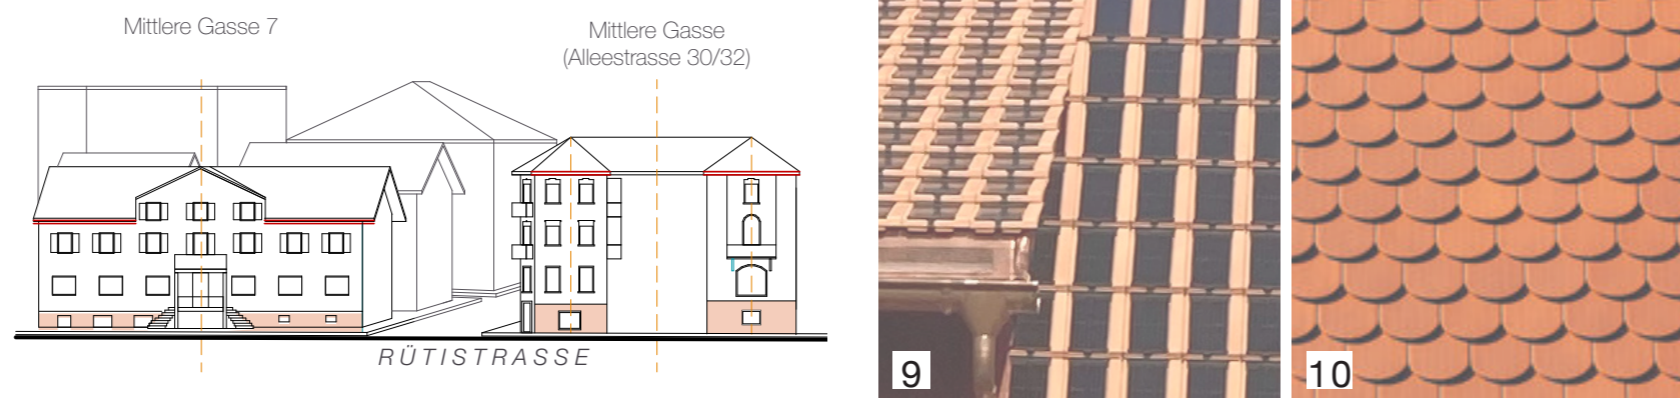 Mittlere Gasse 7
Mittlere Gasse
(Alleestrasse 30/32)
RÜTISTRASSE
9
10